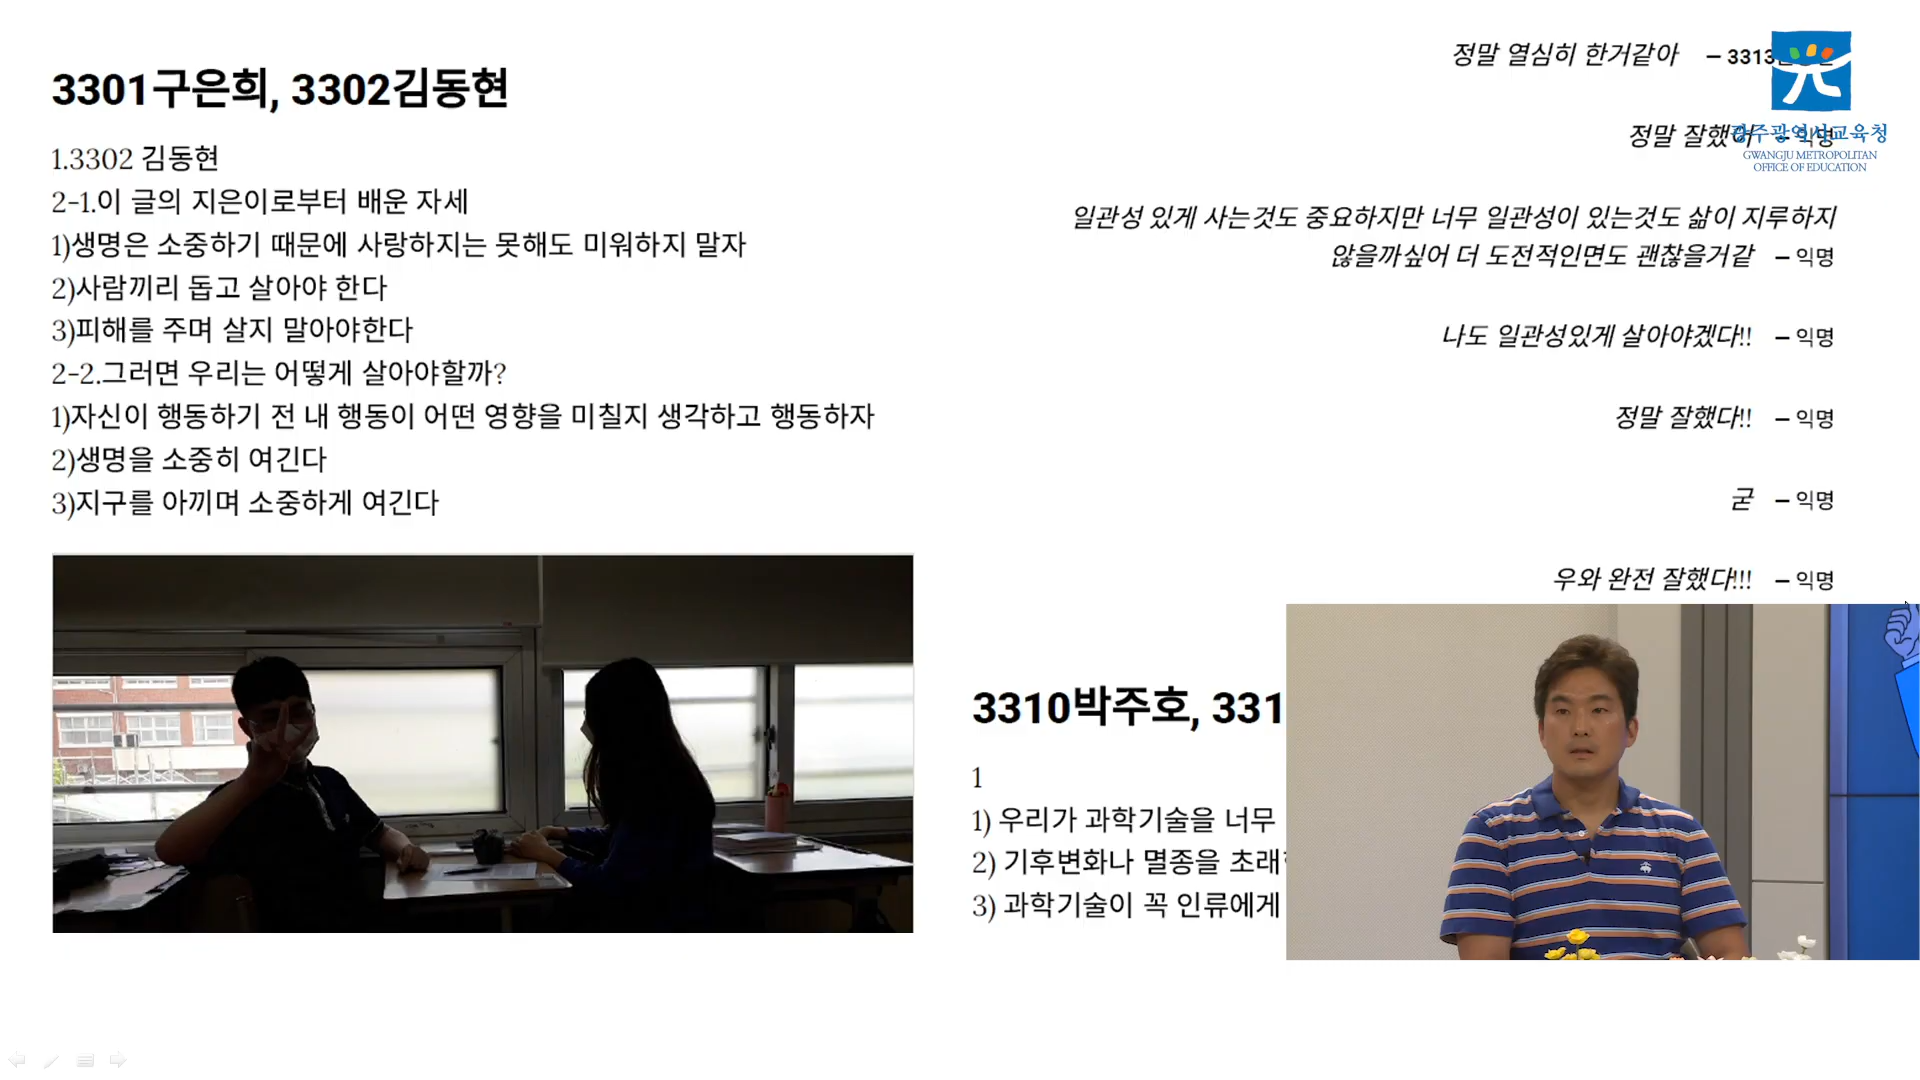 3301구은희, 3302김동현
1.3302 김동현
2-1.이 글의 지은이로부터 배운 자세
1)생명은 소중하기 때문에 사랑하지는 못해도 미워하지 말자
2)사람끼리 돕고 살아야 한다
3)피해를 주며 살지 말아야한다
2-2.그러면 우리는 어떻게 살아야할까?
1)자신이 행동하기 전 내 행동이 어떤 영향을 미칠지 생각하고 행동하자
2)생명을 소중히 여긴다
3)지구를 아끼며 소중하게 여긴다
정말 열심히 한거같아 – 3313
정말 잘했어 – 익명
일관성 있게 사는것도 중요하지만 너무 일관성이 있는것도 삶이 지루하지
않을까싶어 더 도전적인면도 괜찮을거같 – 익명
나도 일관성있게 살아야겠다!! – 익명
정말 잘했다!! – 익명
굳 – 익명
우와 완전 잘했다!!! – 익명
3310박주호, 331
1
1) 우리가 과학기술을 너무
2) 기후변화나 멸종을 초래
3) 과학기술이 꼭 인류에게
광주광역시교육청
GWANGJU METROPOLITAN
OFFICE OF EDUCATION